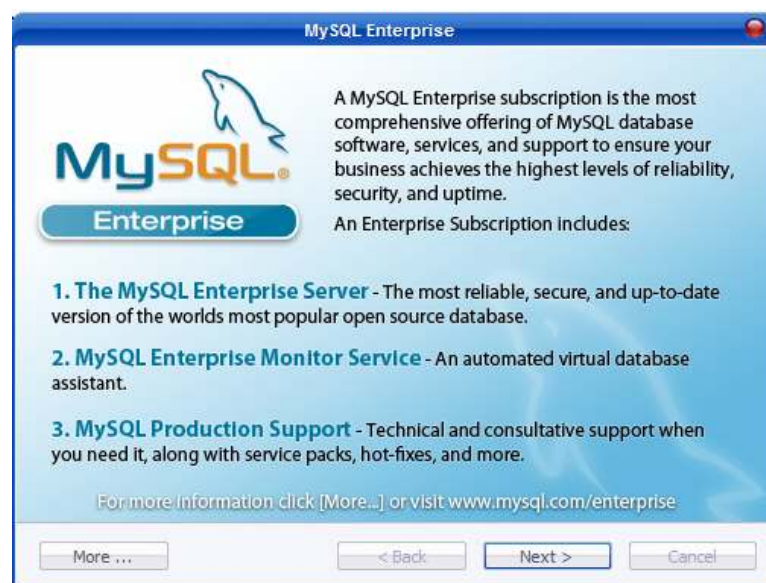 MySQL Enterprise
MySQL®
Enterprise
A MySQL Enterprise subscription is the most
comprehensive offering of MySQL database
software, services, and support to ensure your
business achieves the highest levels of reliability,
security, and uptime.
An Enterprise Subscription includes:
1. The MySQL Enterprise Server - The most reliable, secure, and up-to-date
version of the worlds most popular open source database.
2. MySQL Enterprise Monitor Service - An automated virtual database
assistant.
3. MySQL Production Support - Technical and consultative support when
you need it, along with service packs, hot-fixes, and more.
For more information click [More...] or visit www.mysql.com/enterprise
More ... < Back Next > Cancel